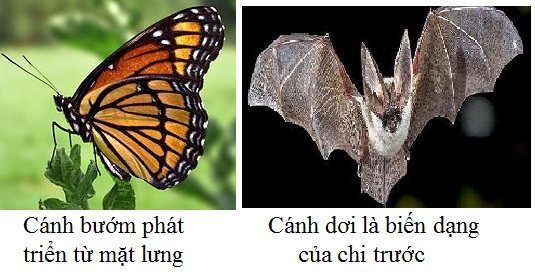 Cánh bướm phát
triển từ mặt lưng
Cánh dơi là biến dạng
của chi trước